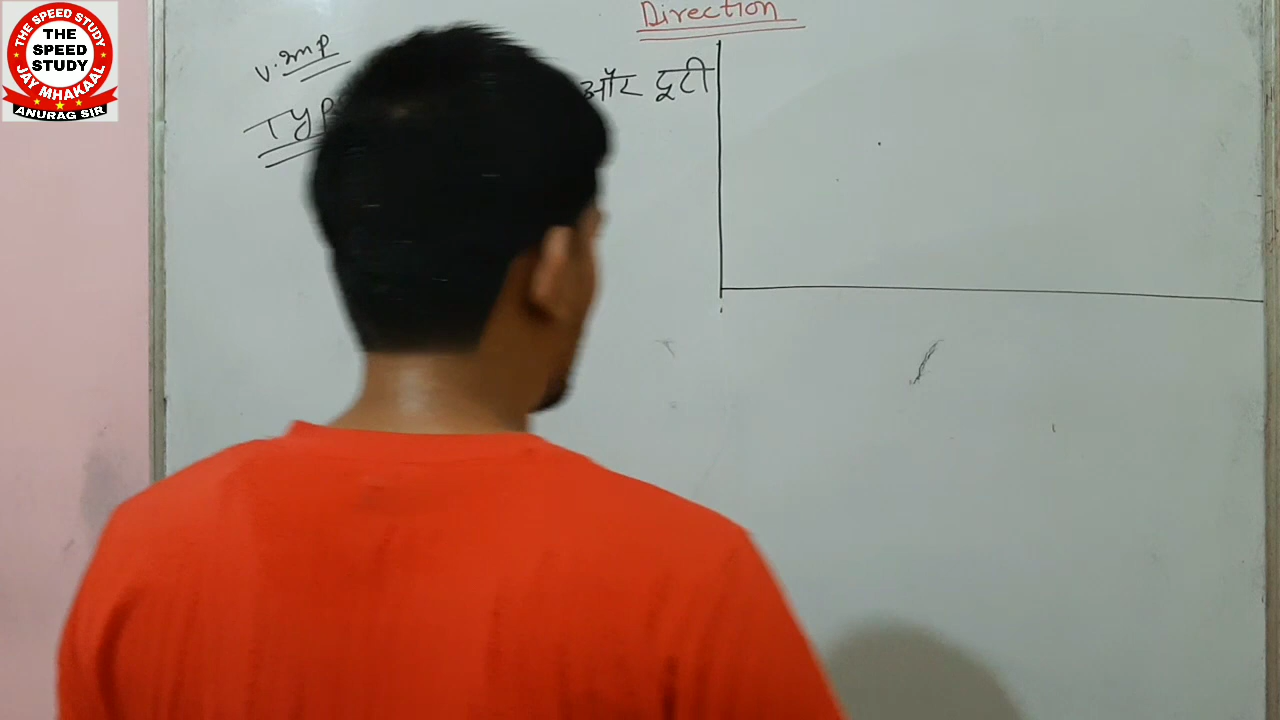 THE SPEED STUDY
THE
SPEED
STUDY
JAY MHAKAAL
ANURAG SIR
Direction
V. Imp
और दूरी